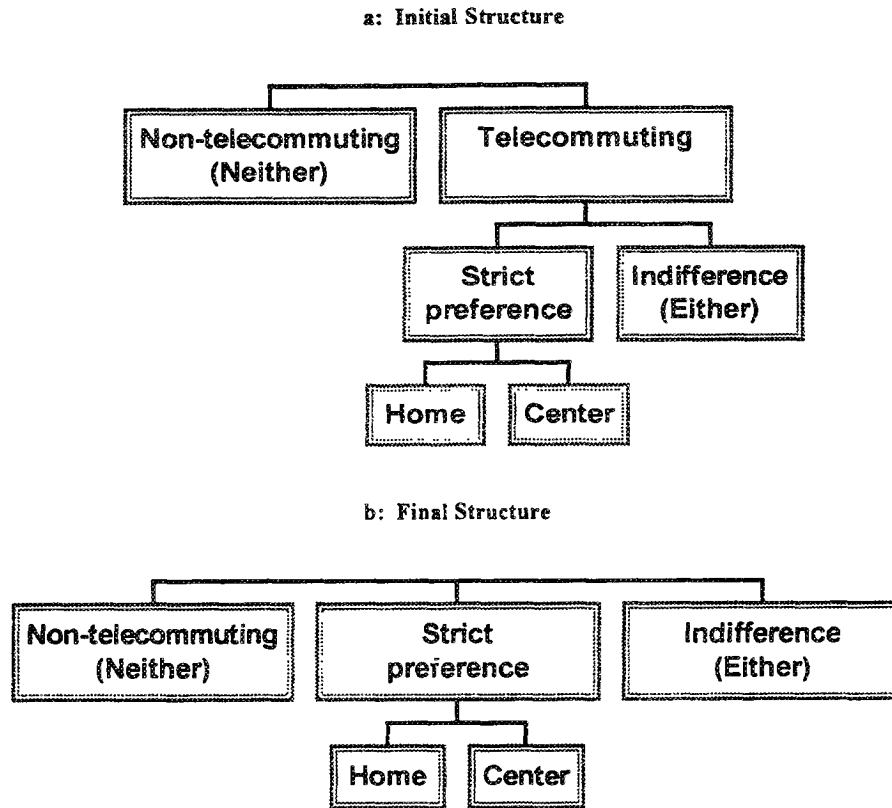 a: Initial Structure
Non-telecommuting
(Neither)
Telecommuting
Strict
preference
Indifference
(Either)
Home
Center
b: Final Structure
Non-telecommuting
(Neither)
Strict
preference
Indifference
(Either)
Home
Center